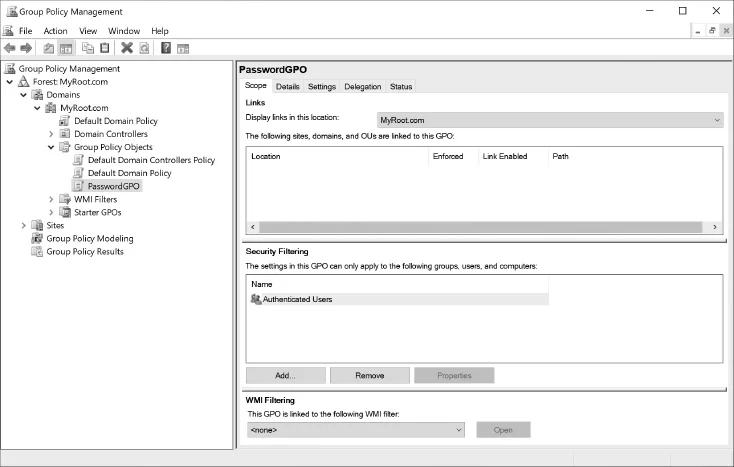 Group Policy Management
File Action View Window Help
Group Policy Management
Forest: MyRoot.com
Domains
MyRoot.com
Default Domain Policy
Domain Controllers
Group Policy Objects
Default Domain Controllers Policy
Default Domain Policy
PasswordGPO
WMI Filters
Starter GPOs
Sites
Group Policy Modeling
Group Policy Results
PasswordGPO
Scope Details Settings Delegation Status
Links
Display links in this location: MyRoot.com
The following sites, domains, and OUs are linked to this GPO:
Location Enforced Link Enabled Path
Security Filtering
The settings in this GPO can only apply to the following groups, users, and computers:
Name
Authenticated Users
Add... Remove Properties
WMI Filtering
This GPO is linked to the following WMI filter:
<none> Open